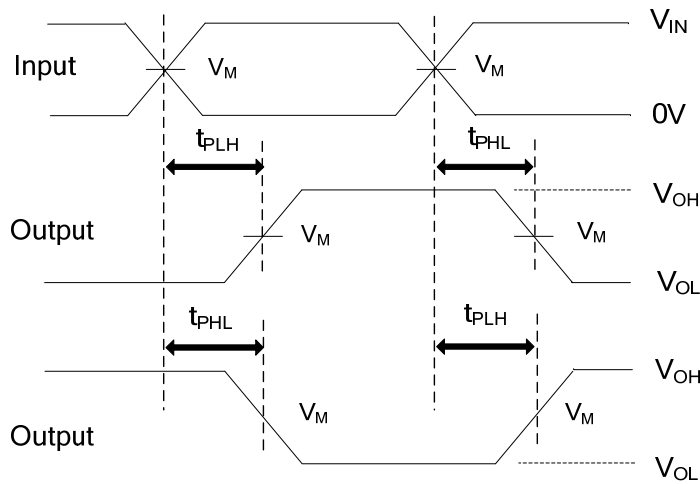 V_IN
Input V_M V_M
0V
t_PLH t_PHL
V_OH
Output V_M V_M
V_OL
t_PHL t_PLH
V_OH
Output V_M V_M
V_OL